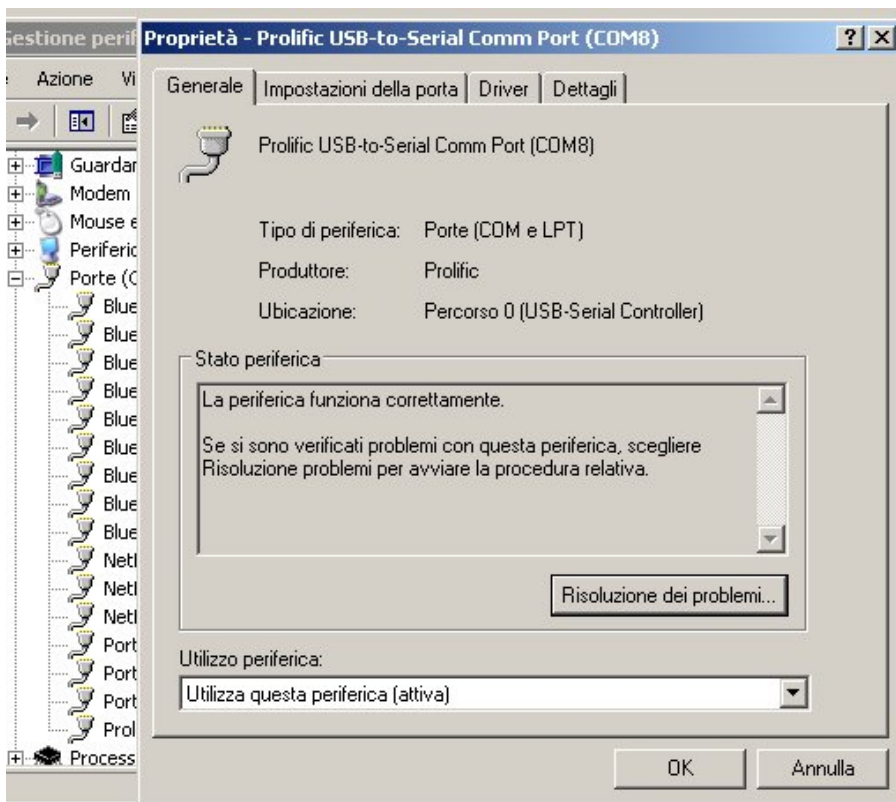 Gestione perif
Proprietà - Prolific USB-to-Serial Comm Port (COM8)
Azione Vi
Generale
Impostazioni della porta
Driver
Dettagli
Prolific USB-to-Serial Comm Port (COM8)
Tipo di periferica: Porte (COM e LPT)
Produttore: Prolific
Ubicazione: Percorso 0 (USB-Serial Controller)
Stato periferica
La periferica funziona correttamente.
Se si sono verificati problemi con questa periferica, scegliere
Risoluzione problemi per avviare la procedura relativa.
Risoluzione dei problemi...
Utilizzo periferica:
Utilizza questa periferica (attiva)
OK
Annulla
Guardar
Modem
Mouse e
Periferic
Porte (C
Blue
Blue
Blue
Blue
Blue
Blue
Blue
Blue
Blue
Netl
Netl
Netl
Port
Port
Port
Prol
Process